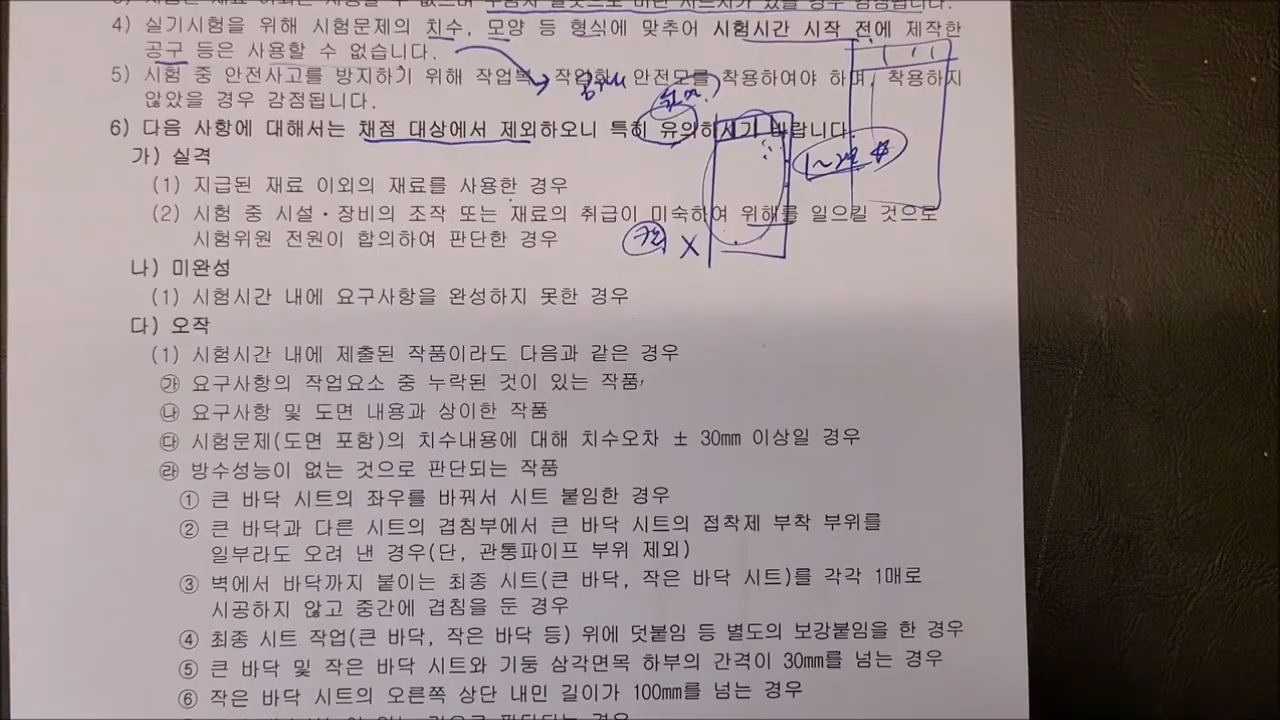 4) 실기시험을 위해 시험문제의 치수, 모양 등 형식에 맞추어 시험시간 시작 전에 제작한
공구 등은 사용할 수 없습니다.
5) 시험 중 안전사고를 방지하기 위해 작업복, 작업화, 안전모를 착용하여야 하며, 착용하지
않았을 경우 감점됩니다.
6) 다음 사항에 대해서는 채점 대상에서 제외하오니 특히 유의하시기 바랍니다.
가) 실격
(1) 지급된 재료 이외의 재료를 사용한 경우
(2) 시험 중 시설·장비의 조작 또는 재료의 취급이 미숙하여 위해를 일으킬 것으로
시험위원 전원이 합의하여 판단한 경우
나) 미완성
(1) 시험시간 내에 요구사항을 완성하지 못한 경우
다) 오작
(1) 시험시간 내에 제출된 작품이라도 다음과 같은 경우
㉮ 요구사항의 작업요소 중 누락된 것이 있는 작품
㉯ 요구사항 및 도면 내용과 상이한 작품
㉰ 시험문제(도면 포함)의 치수내용에 대해 치수오차 ± 30mm 이상일 경우
㉱ 방수성능이 없는 것으로 판단되는 작품
① 큰 바닥 시트의 좌우를 바꿔서 시트 붙임한 경우
② 큰 바닥과 다른 시트의 겹침부에서 큰 바닥 시트의 접착제 부착 부위를
일부라도 오려 낸 경우(단, 관통파이프 부위 제외)
③ 벽에서 바닥까지 붙이는 최종 시트(큰 바닥, 작은 바닥 시트)를 각각 1매로
시공하지 않고 중간에 겹침을 둔 경우
④ 최종 시트 작업(큰 바닥, 작은 바닥 등) 위에 덧붙임 등 별도의 보강붙임을 한 경우
⑤ 큰 바닥 및 작은 바닥 시트와 기둥 삼각면목 하부의 간격이 30mm를 넘는 경우
⑥ 작은 바닥 시트의 오른쪽 상단 내민 길이가 100mm를 넘는 경우